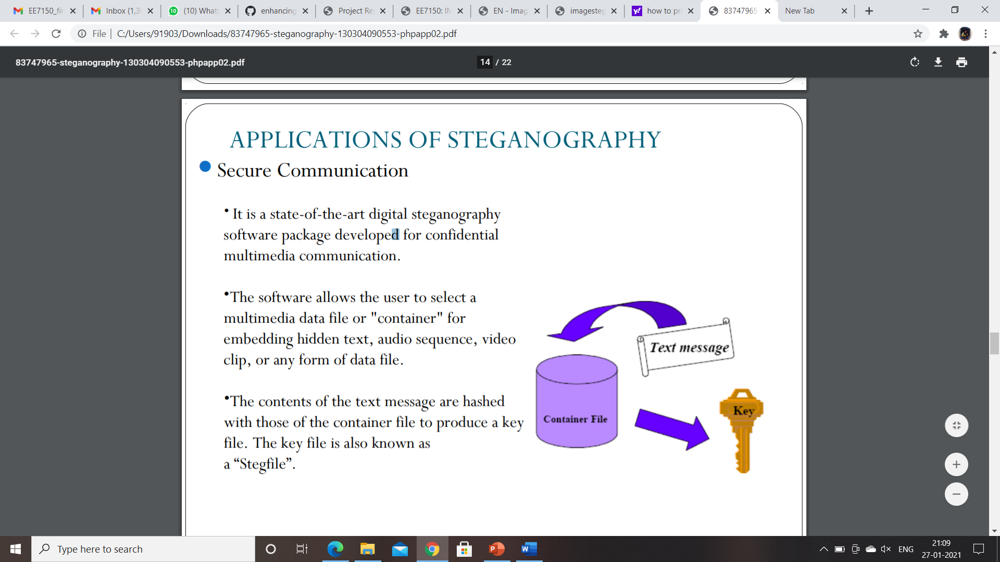 EE7150_fin
Inbox (1,3
(10) Whats
enhancing
Project Re
EE7150: IM
EN - Imag
imagesteg
how to pri
83747965-
New Tab
File
C:/Users/91903/Downloads/83747965-steganography-130304090553-phpapp02.pdf
83747965-steganography-130304090553-phpapp02.pdf
14 / 22
APPLICATIONS OF STEGANOGRAPHY
Secure Communication
• It is a state-of-the-art digital steganography
software package developed for confidential
multimedia communication.
•The software allows the user to select a
multimedia data file or "container" for
embedding hidden text, audio sequence, video
clip, or any form of data file.
•The contents of the text message are hashed
with those of the container file to produce a key
file. The key file is also known as
a “Stegfile”.
Text message
Container File
Key
Type here to search
ENG
21:09
27-01-2021